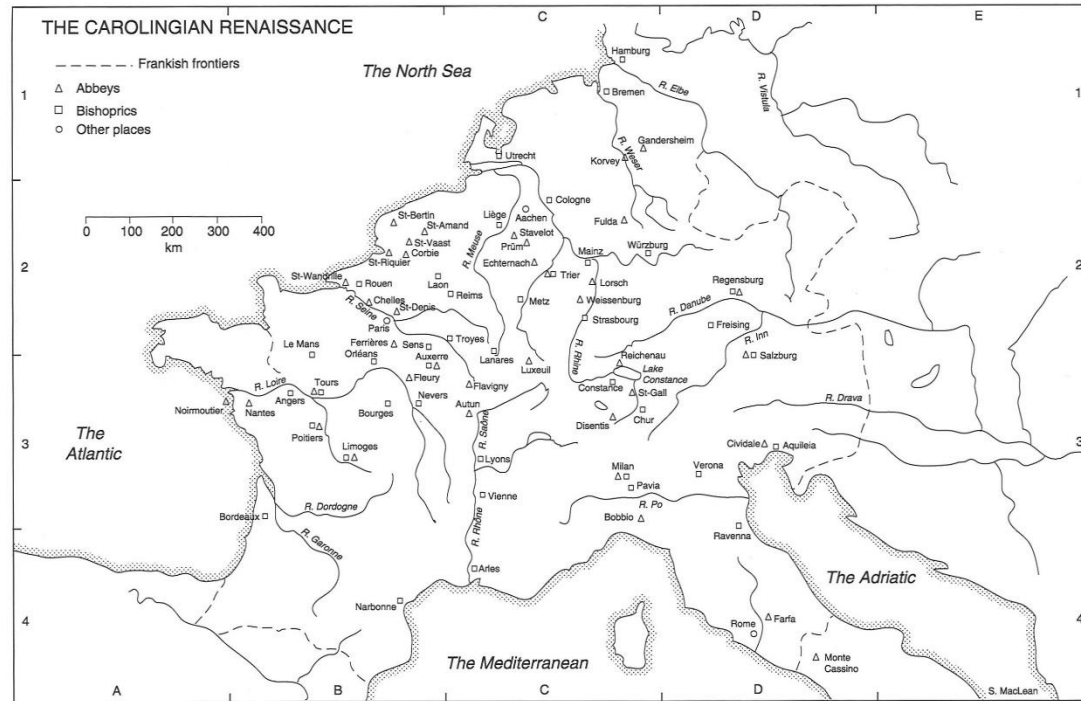 THE CAROLINGIAN RENAISSANCE
Frankish frontiers
Abbeys
Bishoprics
Other places
0 100 200 300 400
km
A
B
C
D
E
1
2
3
4
1
2
3
4
C
D
E
The North Sea
The Atlantic
The Mediterranean
The Adriatic
Hamburg
R. Elbe
R. Vistula
Bremen
R. Weser
Gandersheim
Korvey
Utrecht
Cologne
Liège
Aachen
St-Bertin
St-Amand
Stavelot
Fulda
St-Vaast
Prüm
R. Meuse
Corbie
Mainz
Würzburg
St-Riquier
Echternach
St-Wandrille
Rouen
Laon
Trier
Lorsch
Regensburg
Reims
Metz
Weissenburg
Chelles
St-Denis
R. Seine
R. Danube
Paris
Strasbourg
Freising
R. Inn
Le Mans
Ferrières
Sens
Troyes
Lanares
R. Rhine
Reichenau
Salzburg
Orléans
Auxerre
Luxeuil
Lake
Constance
Constance
R. Loire
Tours
Fleury
Flavigny
St-Gall
Noirmoutier
Nantes
Angers
Bourges
Nevers
Autun
Disentis
Chur
R. Drava
Poitiers
R. Saône
Limoges
Lyons
Cividale
Aquileia
Milan
Verona
Pavia
Vienne
R. Dordogne
Bordeaux
R. Po
Bobbio
Ravenna
R. Garonne
R. Rhône
Arles
Narbonne
Rome
Farfa
Monte
Cassino
S. MacLean